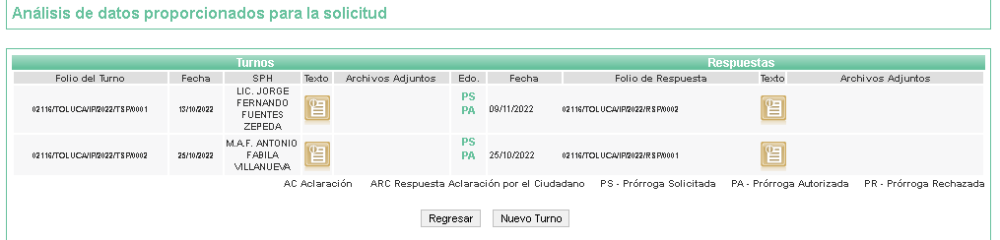 Análisis de datos proporcionados para la solicitud
Turnos Respuestas
Folio del Turno Fecha SPH Texto Archivos Adjuntos Edo. Fecha Folio de Respuesta Texto Archivos Adjuntos
02116/TOLUCA/IP/2022/TSP/0001 13/10/2022 LIC. JORGE FERNANDO FUENTES ZEPEDA PS PA 09/11/2022 02116/TOLUCA/IP/2022/RSP/0002
02116/TOLUCA/IP/2022/TSP/0002 25/10/2022 M.A.F. ANTONIO FABILA VILLANUEVA PS PA 25/10/2022 02116/TOLUCA/IP/2022/RSP/0001
AC Aclaración ARC Respuesta Aclaración por el Ciudadano PS - Prórroga Solicitada PA - Prórroga Autorizada PR - Prórroga Rechazada
Regresar Nuevo Turno